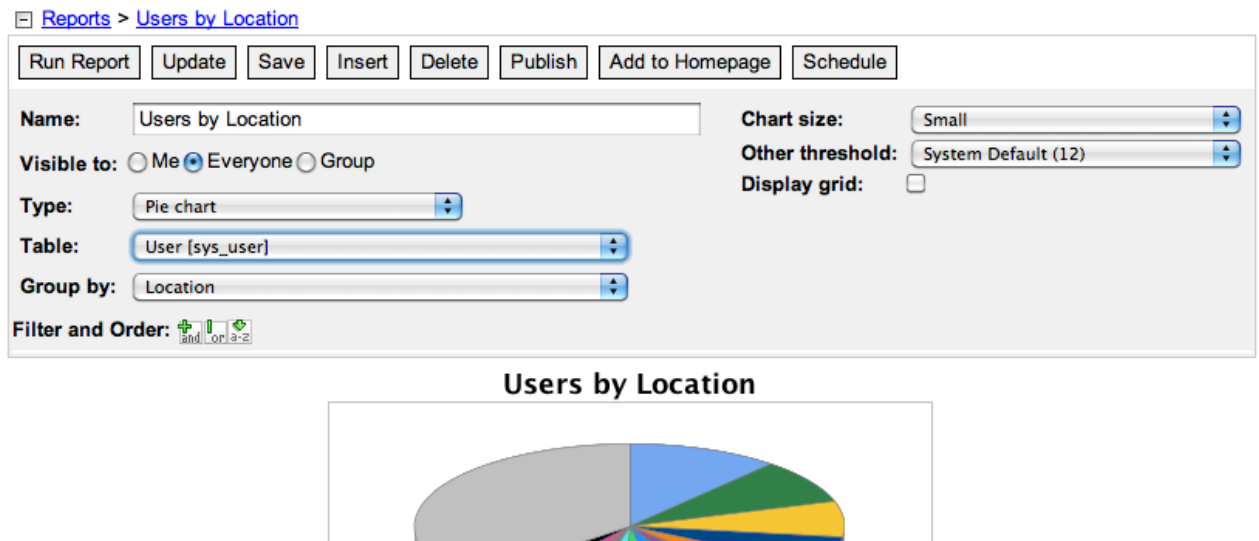 Reports > Users by Location
Run Report Update Save Insert Delete Publish Add to Homepage Schedule
Name: Users by Location Chart size: Small
Visible to: Me Everyone Group Other threshold: System Default (12)
Display grid:
Type: Pie chart
Table: User [sys_user]
Group by: Location
Filter and Order: and or a-z
Users by Location